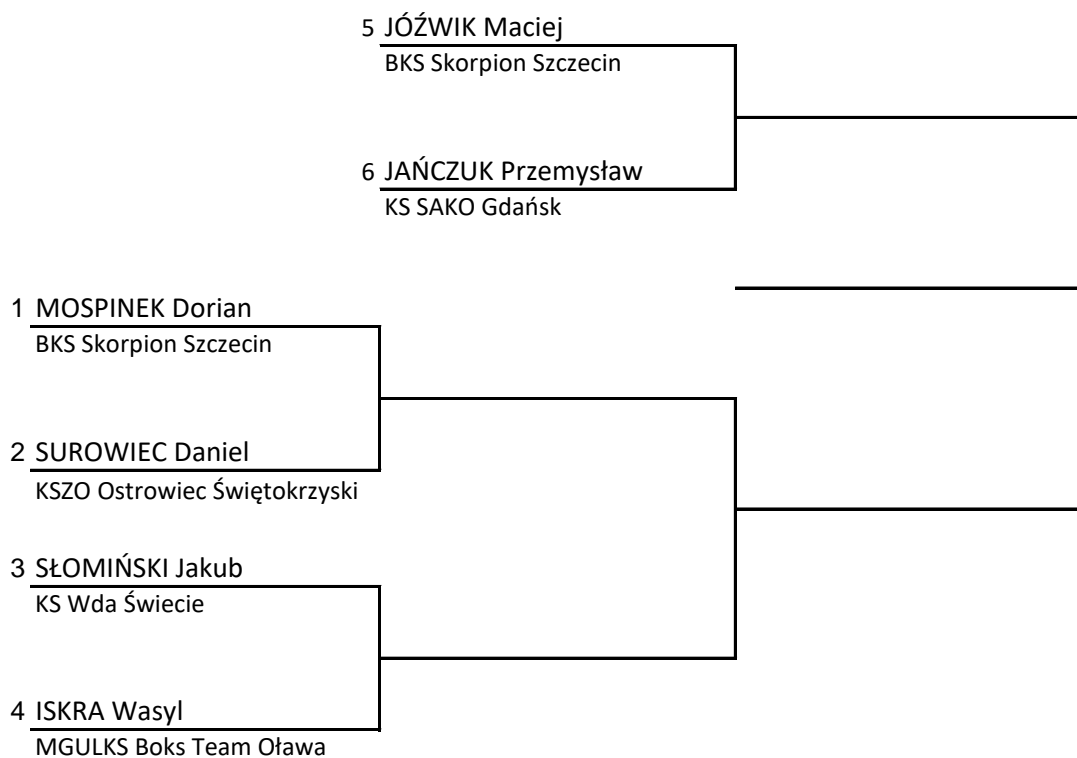 5 JÓŹWIK Maciej
BKS Skorpion Szczecin
6 JAŃCZUK Przemysław
KS SAKO Gdańsk
1 MOSPINEK Dorian
BKS Skorpion Szczecin
2 SUROWIEC Daniel
KSZO Ostrowiec Świętokrzyski
3 SŁOMIŃSKI Jakub
KS Wda Świecie
4 ISKRA Wasyl
MGULKS Boks Team Oława